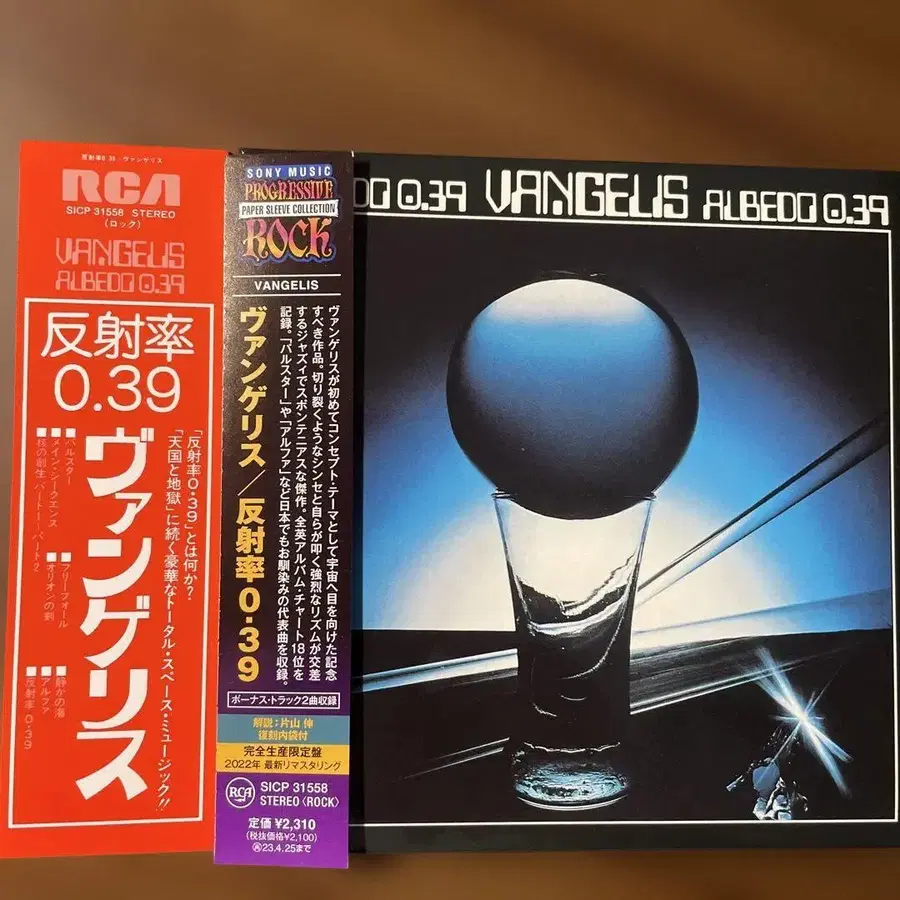 反射率0.39・ヴァンゲリス
RCA
SICP 31558 STEREO
(ロック)
VANGELIS
ALBEDO 0.39
反射率
0.39
ヴァンゲリス
「反射率0・39」とは何か?
「天国と地獄」に続く豪華なトータル・スペース・ミュージック!!
パルスター
メイン・シークエンス
核の創生 パート1・パート2
フリーフォール
オリオンの剣
静かの海
アルファ
反射率 0.39
SONY MUSIC
PROGRESSIVE
PAPER SLEEVE COLLECTION
ROCK
VANGELIS
ヴァンゲリス/反射率0・39
ヴァンゲリスが初めてコンセプト・テーマとして宇宙へ目を向けた記念
すべき作品。切り裂くようなシンセと自らが叩く強烈なリズムが交差
するジャズィでスポンテニアスな傑作。全英アルバム・チャート18位を
記録。「パルスター」や「アルファ」など日本でもお馴染みの代表曲を収録。
ボーナス・トラック2曲収録
解説:片山 伸
復刻内袋付
完全生産限定盤
2022年 最新リマスタリング
RCA
SICP 31558
STEREO〈ROCK〉
定価 ¥2,310
(税抜価格¥2,100)
再23.4.25まで
DO 0.39 VANGELIS ALBEDO 0.39